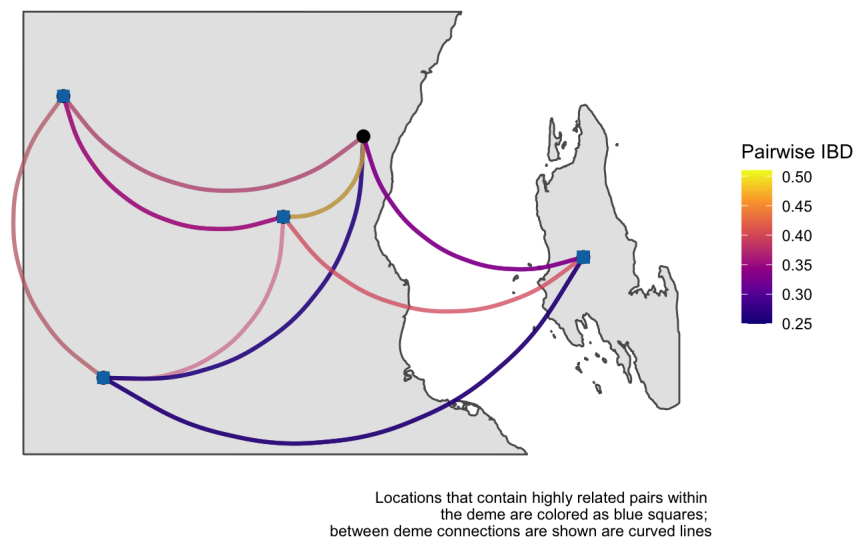 Pairwise IBD
0.50
0.45
0.40
0.35
0.30
0.25
Locations that contain highly related pairs within
the deme are colored as blue squares;
between deme connections are shown are curved lines